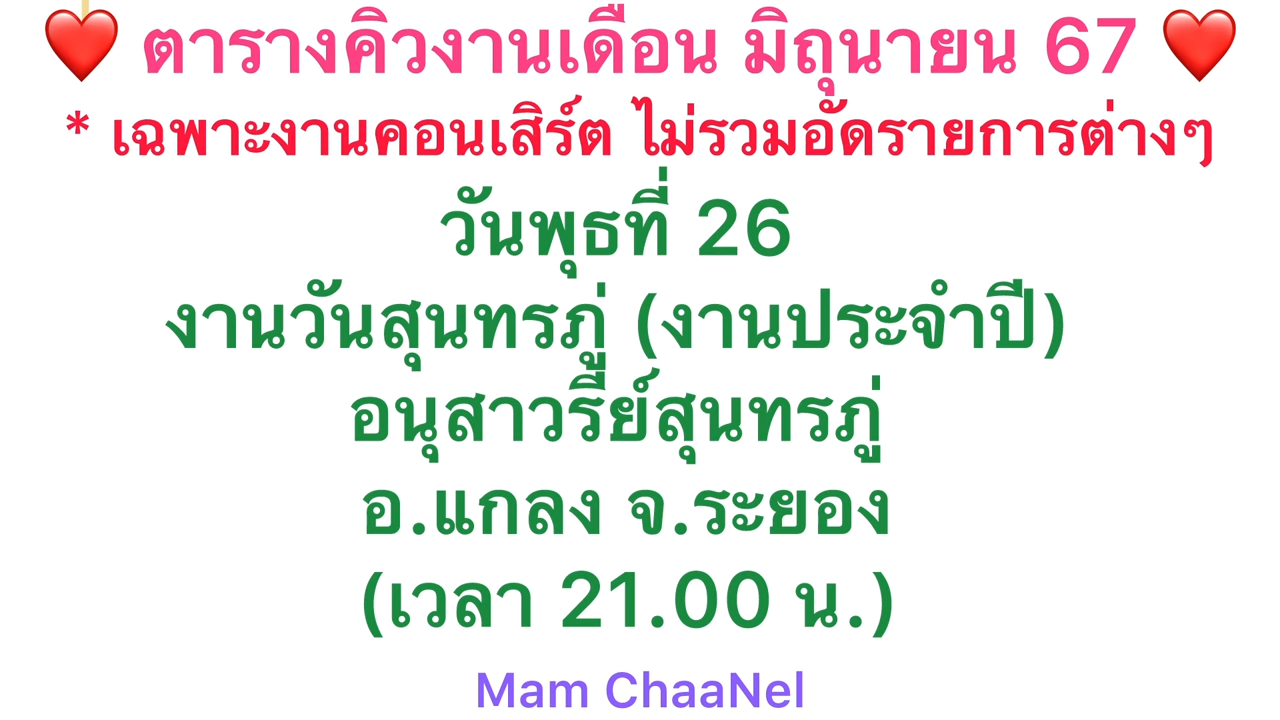 ❤️ ตารางคิวงานเดือน มิถุนายน 67 ❤️
* เฉพาะงานคอนเสิร์ต ไม่รวมอัดรายการต่างๆ
วันพุธที่ 26
งานวันสุนทรภู่ (งานประจำปี)
อนุสาวรีย์สุนทรภู่
อ.แกลง จ.ระยอง
(เวลา 21.00 น.)
Mam ChaaNel